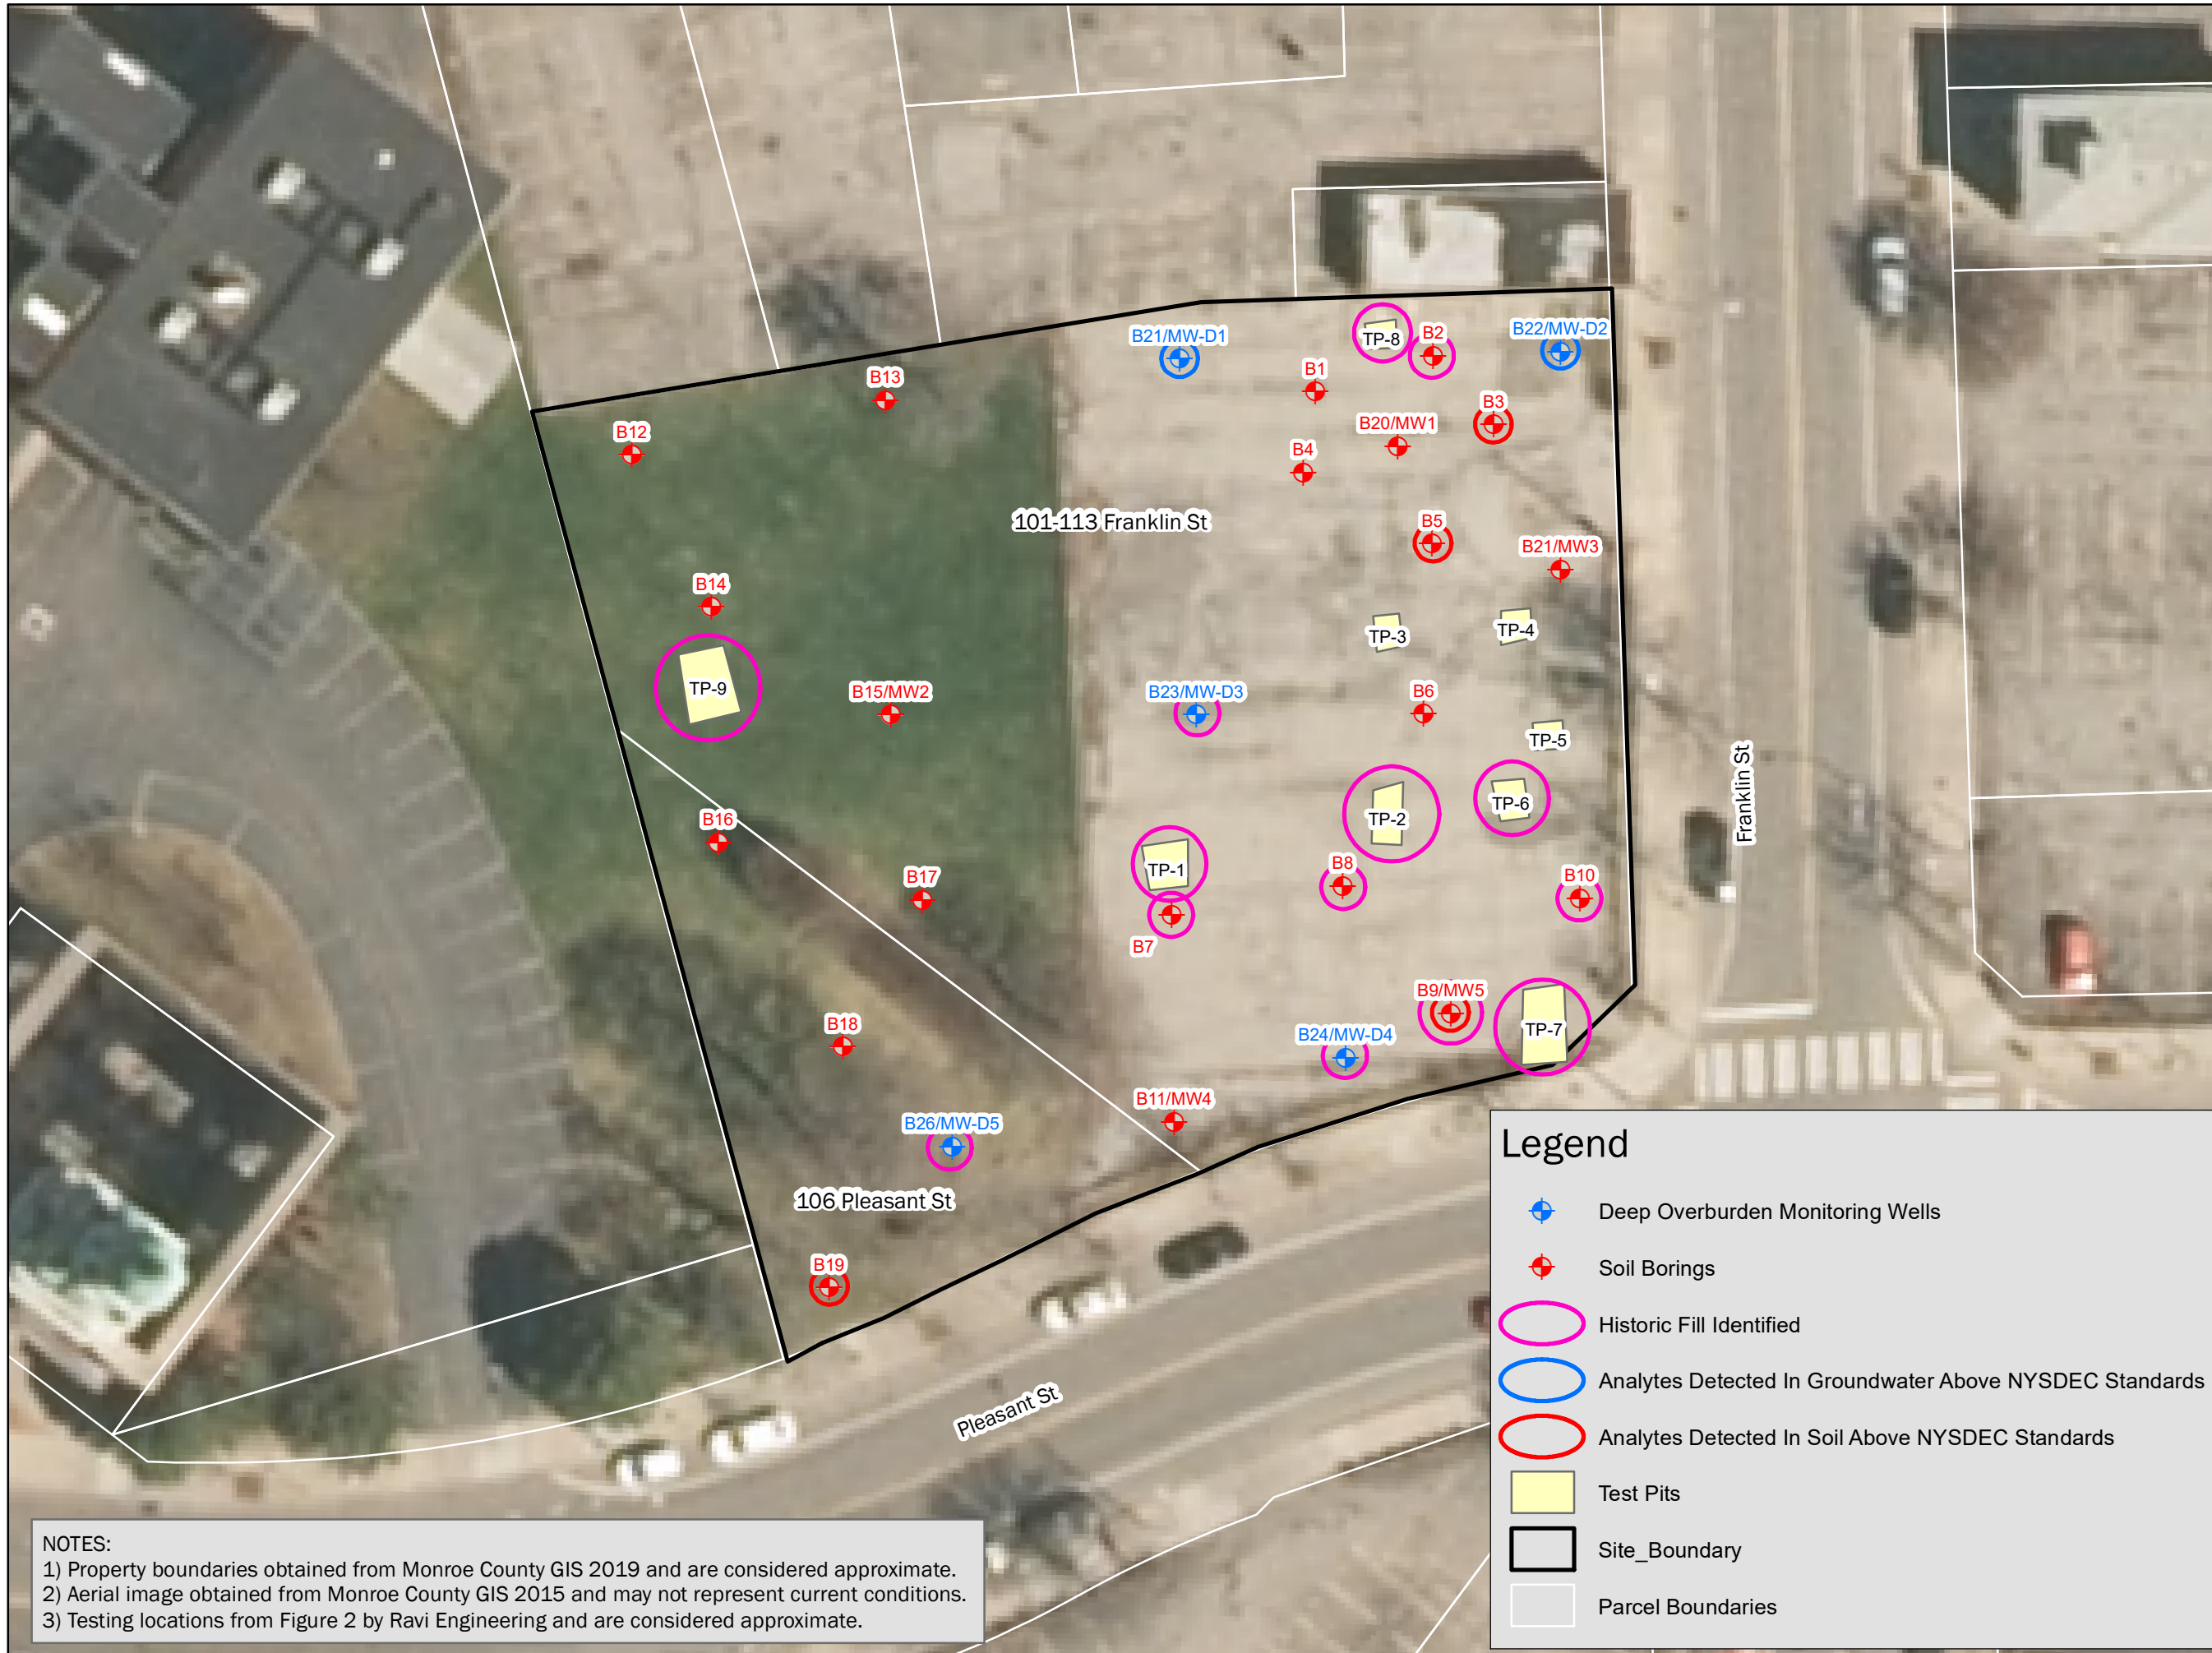 B21/MW-D1
TP-8
B2
B22/MW-D2
B13
B1
B3
B12
B20/MW1
B4
101-113 Franklin St
B5
B21/MW3
B14
TP-3
TP-4
TP-9
B15/MW2
B23/MW-D3
B6
TP-5
Franklin St
B16
TP-2
TP-6
TP-1
B17
B8
B10
B7
B9/MW5
B18
B24/MW-D4
TP-7
B11/MW4
B26/MW-D5
106 Pleasant St
B19
Pleasant St
Legend
Deep Overburden Monitoring Wells
Soil Borings
Historic Fill Identified
Analytes Detected In Groundwater Above NYSDEC Standards
Analytes Detected In Soil Above NYSDEC Standards
Test Pits
Site_Boundary
Parcel Boundaries
NOTES:
1) Property boundaries obtained from Monroe County GIS 2019 and are considered approximate.
2) Aerial image obtained from Monroe County GIS 2015 and may not represent current conditions.
3) Testing locations from Figure 2 by Ravi Engineering and are considered approximate.